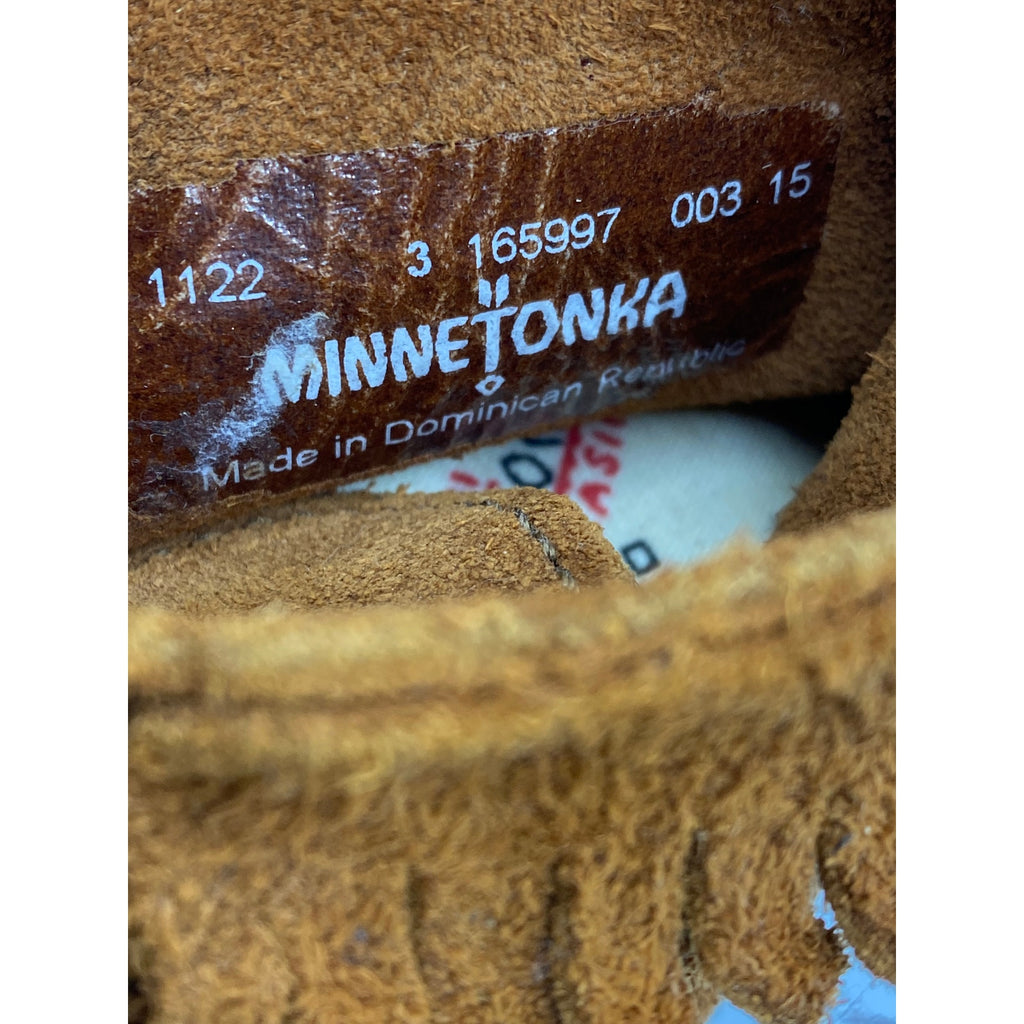 1122 3 165997 003 15
MINNETONKA
Made in Dominican Republic